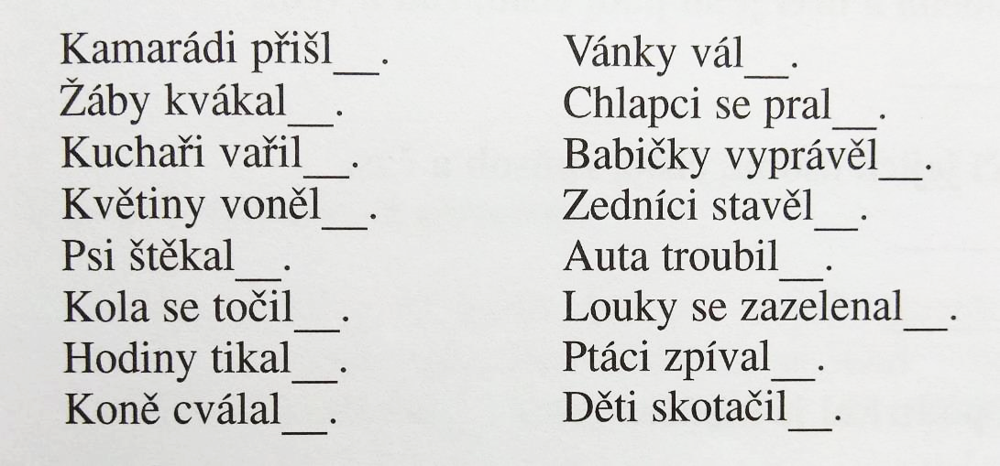 Kamarádi přišl__.
Žáby kvákal__.
Kuchaři vařil__.
Květiny voněl__.
Psi štěkal__.
Kola se točil__.
Hodiny tikal__.
Koně cválal__.
Vánky vál__.
Chlapci se pral__.
Babičky vyprávěl__.
Zedníci stavěl__.
Auta troubil__.
Louky se zazelenal__.
Ptáci zpíval__.
Děti skotačil__.